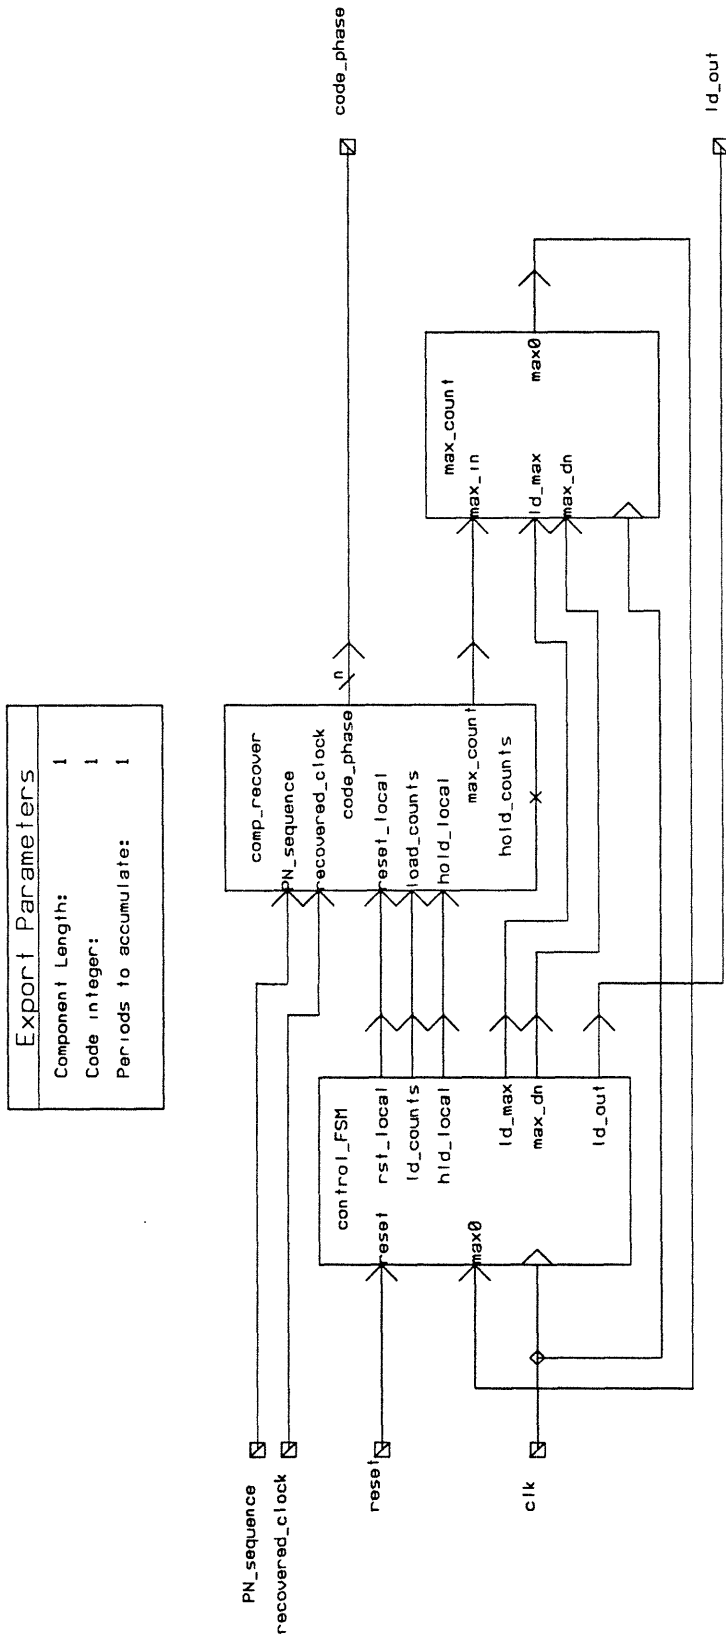 Export Parameters
Component Length: 1
Code integer: 1
Periods to accumulate: 1
PN_sequence
recovered_clock
reset
clk
control_FSM
reset
rst_local
ld_counts
hld_local
max0
ld_max
max_dn
ld_out
comp_recover
PN_sequence
recovered_clock
code_phase
reset_local
load_counts
hold_local
max_count
hold_counts
n
max_count
max_in
ld_max
max_dn
max0
code_phase
ld_out